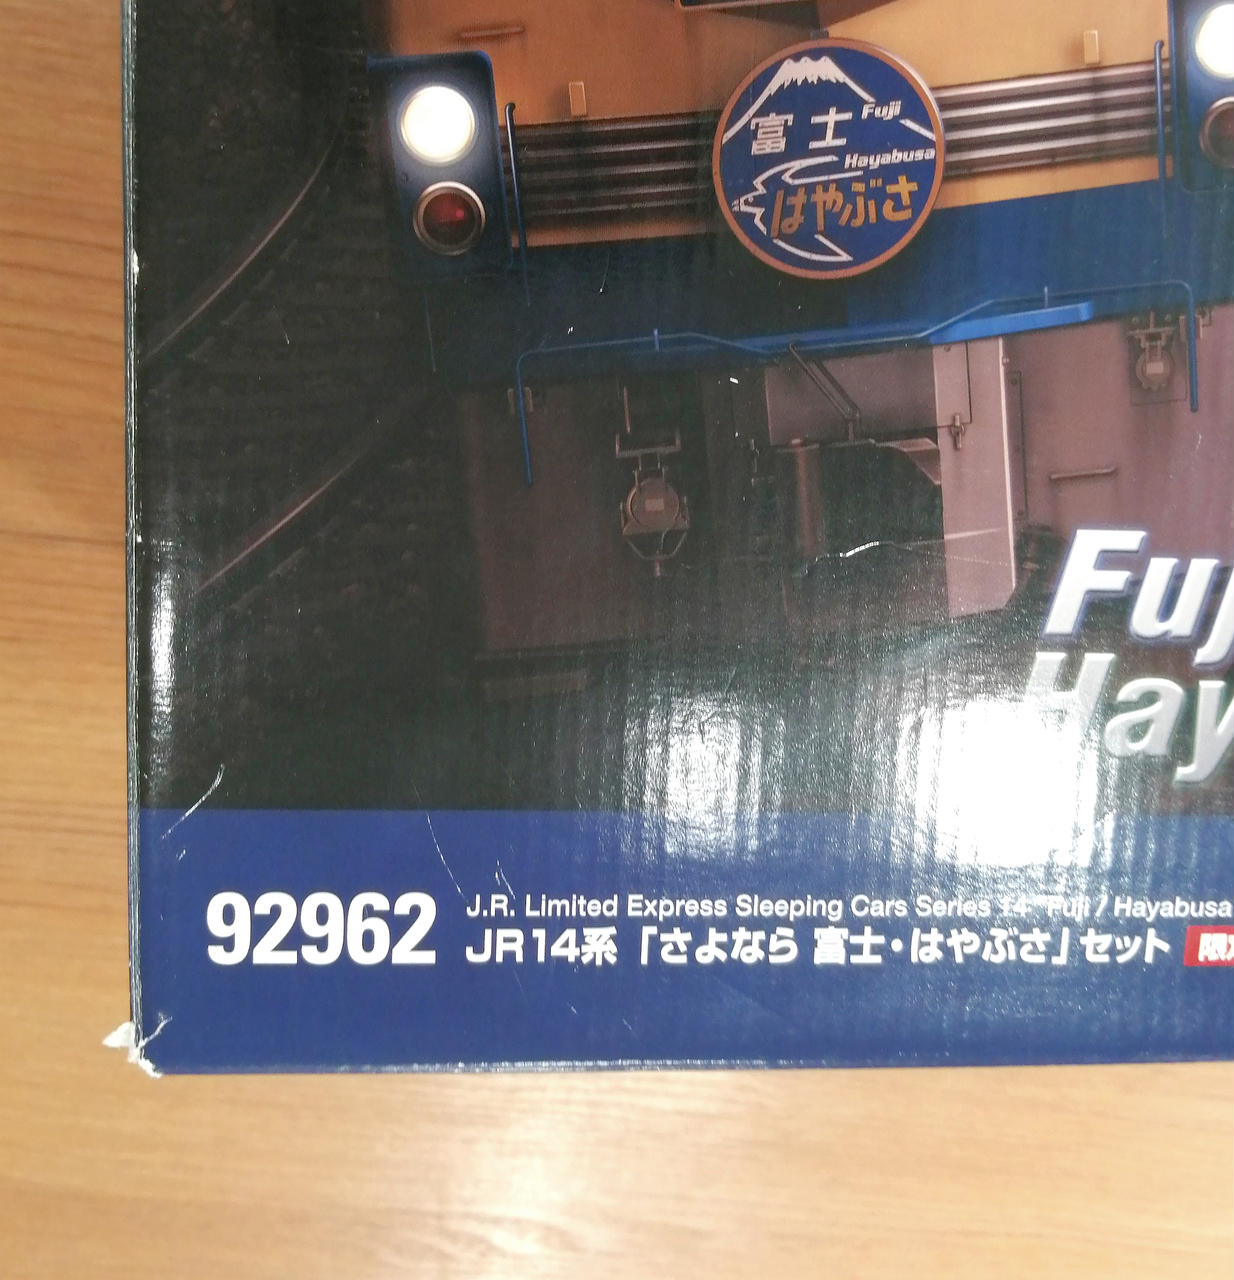 富士
Fuji
Hayabusa
はやぶさ
92962
J.R. Limited Express Sleeping Cars Series 14 "Fuji / Hayabusa
JR14系「さよなら 富士・はやぶさ」セット